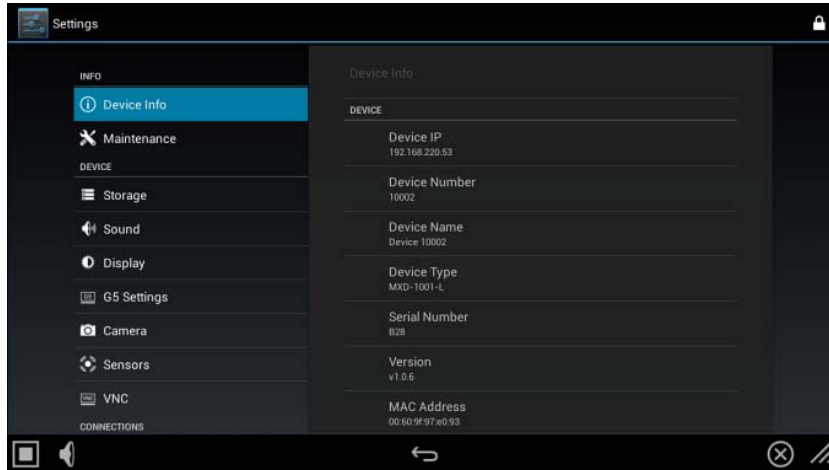 Settings
INFO
Device Info
Maintenance
DEVICE
Storage
Sound
Display
G5 Settings
Camera
Sensors
VNC
CONNECTIONS
Device Info
DEVICE
Device IP
192.168.220.53
Device Number
10002
Device Name
Device 10002
Device Type
MXD-1001-L
Serial Number
B28
Version
v1.0.6
MAC Address
00:60:9f:97:e0:93